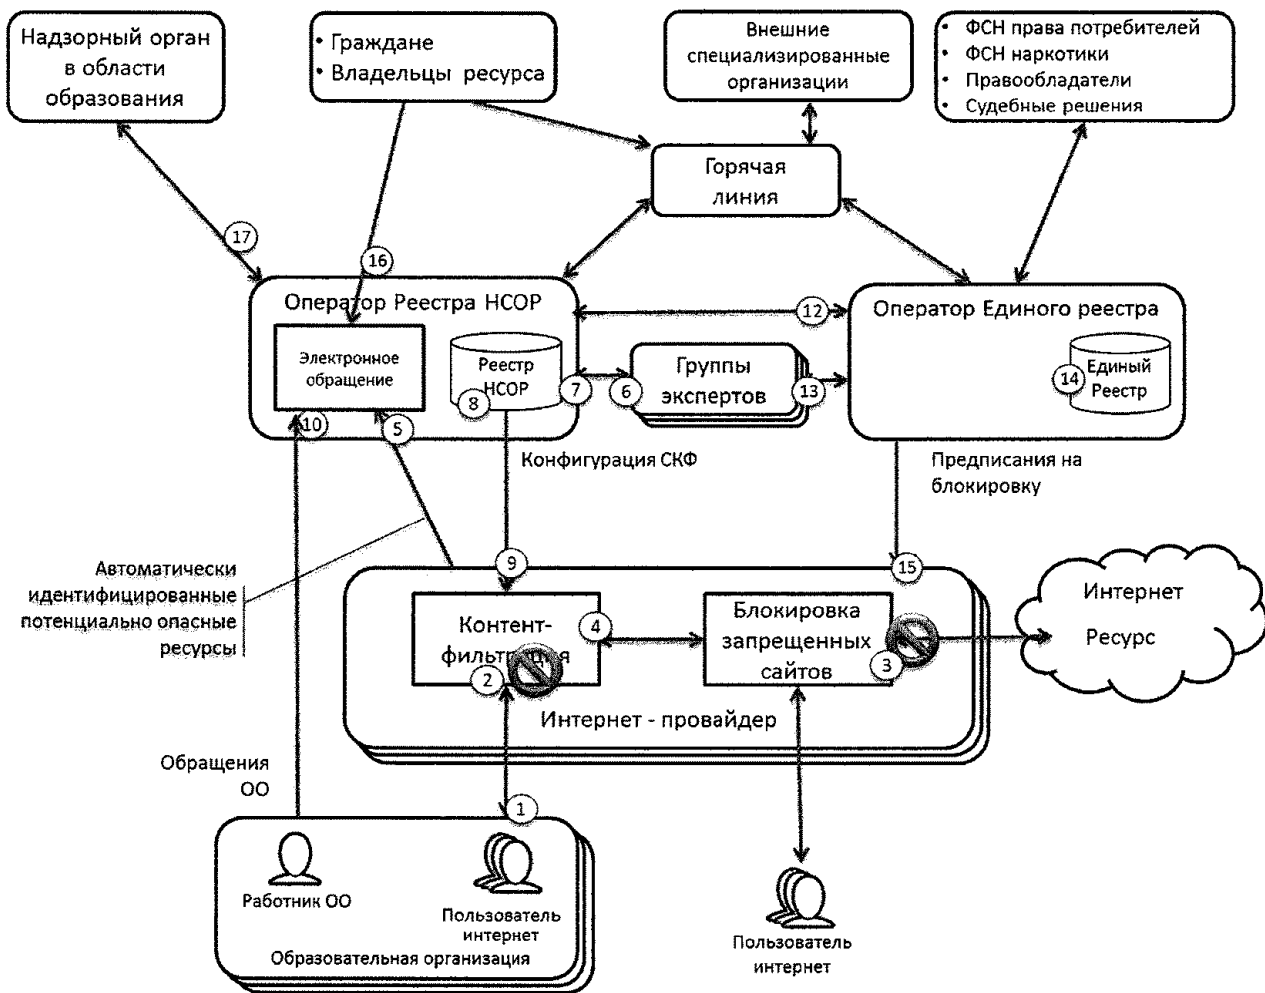 Надзорный орган
в области
образования
• Граждане
• Владельцы ресурса
Внешние
специализированные
организации
• ФСН права потребителей
• ФСН наркотики
• Правообладатели
• Судебные решения
Горячая
линия
17
16
Оператор Реестра НСОР
12
Оператор Единого реестра
Электронное
обращение
Реестр
НСОР
8
7
6
Группы
экспертов
13
14
Единый
Реестр
10
5
Конфигурация СКФ
Предписания на
блокировку
Автоматически
идентифицированные
потенциально опасные
ресурсы
9
15
Контент-
фильтрация
4
2
Блокировка
запрещенных
сайтов
3
Интернет
Ресурс
Интернет - провайдер
Обращения
ОО
1
Работник ОО
Пользователь
интернет
Образовательная организация
Пользователь
интернет